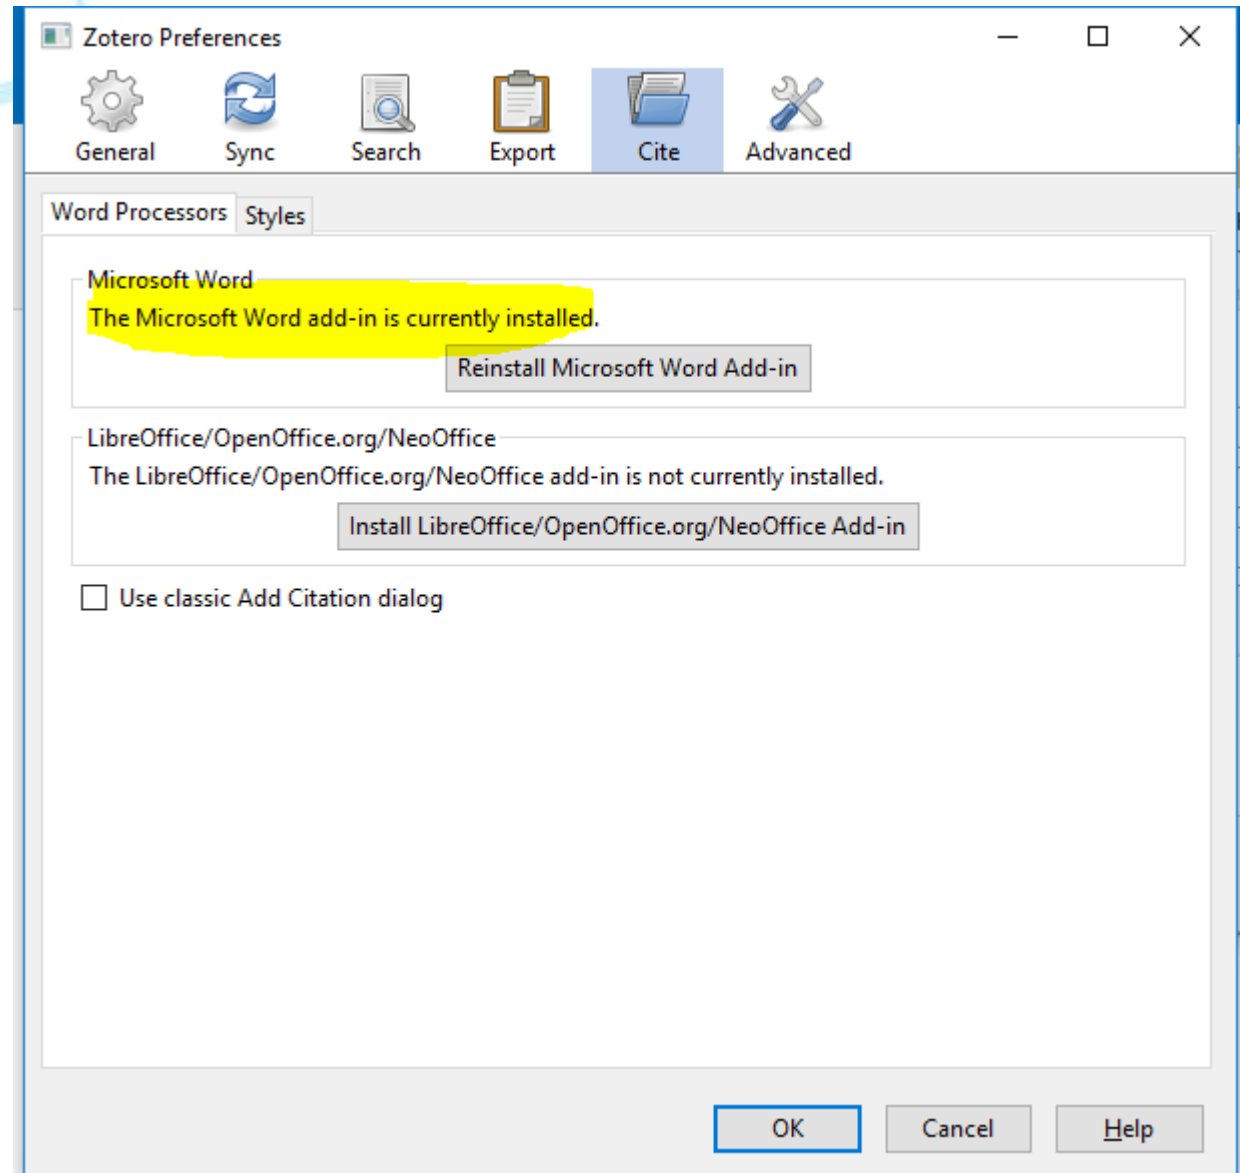 Zotero Preferences
General Sync Search Export Cite Advanced
Word Processors Styles
Microsoft Word
The Microsoft Word add-in is currently installed.
Reinstall Microsoft Word Add-in
LibreOffice/OpenOffice.org/NeoOffice
The LibreOffice/OpenOffice.org/NeoOffice add-in is not currently installed.
Install LibreOffice/OpenOffice.org/NeoOffice Add-in
Use classic Add Citation dialog
OK Cancel Help